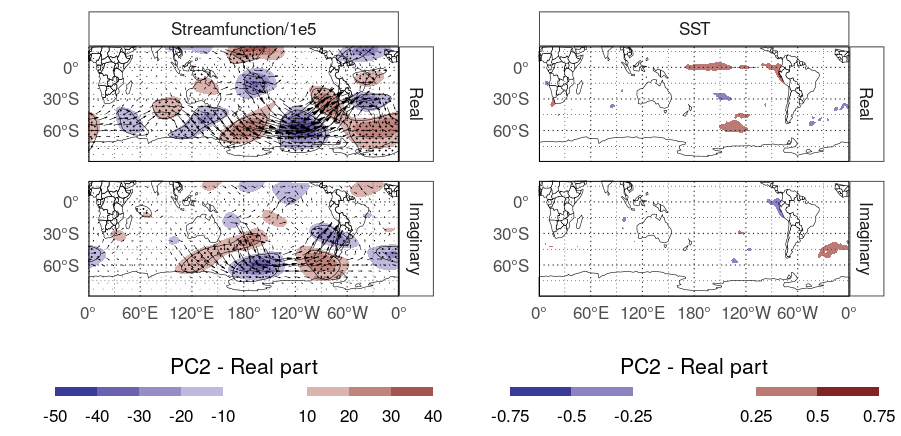 Streamfunction/1e5
SST
0°
30°S
60°S
Real
0°
30°S
60°S
Real
0°
30°S
60°S
Imaginary
0°
30°S
60°S
Imaginary
0° 60°E 120°E 180° 120°W 60°W 0°
0° 60°E 120°E 180° 120°W 60°W 0°
PC2 - Real part
-50 -40 -30 -20 -10 10 20 30 40
PC2 - Real part
-0.75 -0.5 -0.25 0.25 0.5 0.75